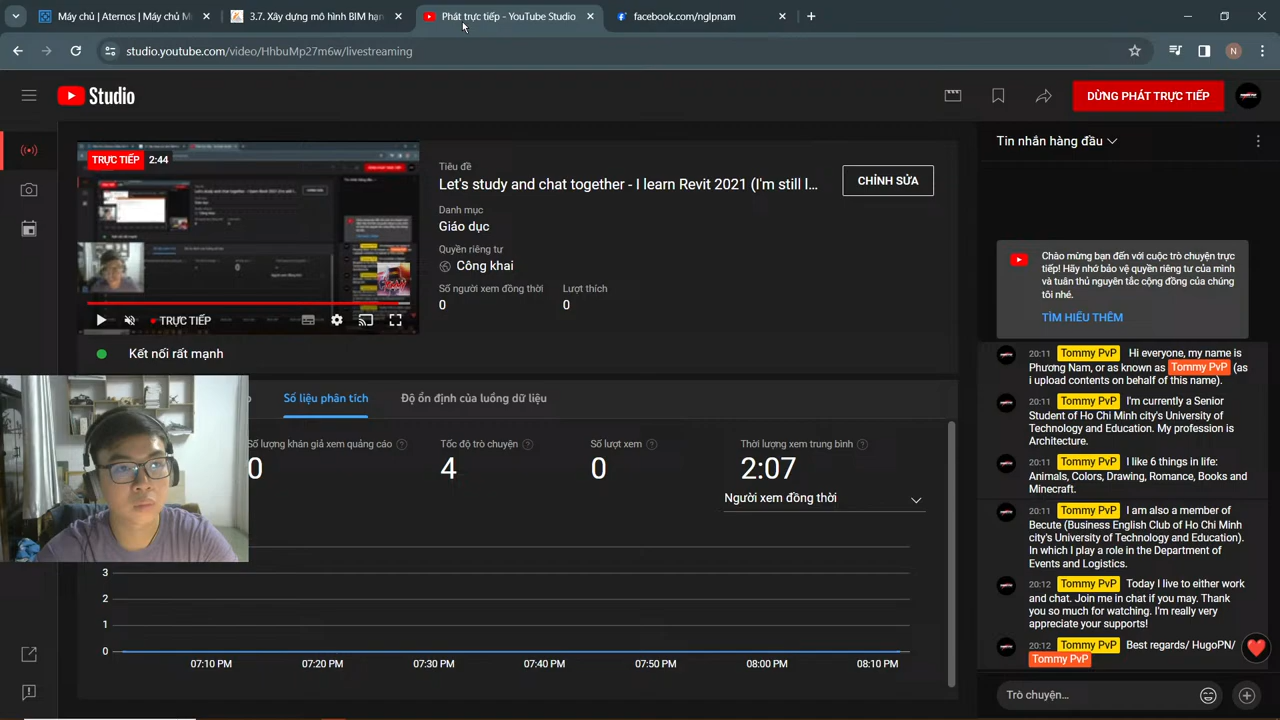 Máy chủ | Aternos | Máy chủ M
3.7. Xây dựng mô hình BIM hạn
Phát trực tiếp - YouTube Studio
facebook.com/nglpnam
studio.youtube.com/video/HhbuMp27m6w/livestreaming
N
Studio
DỪNG PHÁT TRỰC TIẾP
Tin nhắn hàng đầu
TRỰC TIẾP 2:44
Tiêu đề
Let's study and chat together - I learn Revit 2021 (I'm still l...
CHỈNH SỬA
Danh mục
Giáo dục
Quyền riêng tư
Công khai
Số người xem đồng thời
Lượt thích
0
0
TRỰC TIẾP
Kết nối rất mạnh
Chào mừng bạn đến với cuộc trò chuyện trực
tiếp! Hãy nhớ bảo vệ quyền riêng tư của mình
và tuân thủ nguyên tắc cộng đồng của chúng
tôi nhé.
TÌM HIỂU THÊM
Số liệu phân tích
Độ ổn định của luồng dữ liệu
Số lượng khán giả xem quảng cáo
Tốc độ trò chuyện
Số lượt xem
Thời lượng xem trung bình
0
4
0
2:07
Người xem đồng thời
3
2
1
0
07:10 PM
07:20 PM
07:30 PM
07:40 PM
07:50 PM
08:00 PM
08:10 PM
20:11 Tommy PvP Hi everyone, my name is
Phương Nam, or as known as Tommy PvP (as
i upload contents on behalf of this name).
20:11 Tommy PvP I'm currently a Senior
Student of Ho Chi Minh city's University of
Technology and Education. My profession is
Architecture.
20:11 Tommy PvP I like 6 things in life:
Animals, Colors, Drawing, Romance, Books and
Minecraft.
20:11 Tommy PvP I am also a member of
Becute (Business English Club of Ho Chi Minh
city's University of Technology and Education).
In which I play a role in the Department of
Events and Logistics.
20:12 Tommy PvP Today I live to either work
and chat. Join me in chat if you may. Thank
you so much for watching. I'm really very
appreciate your supports!
20:12 Tommy PvP Best regards/ HugoPN/
Tommy PvP
Trò chuyện...